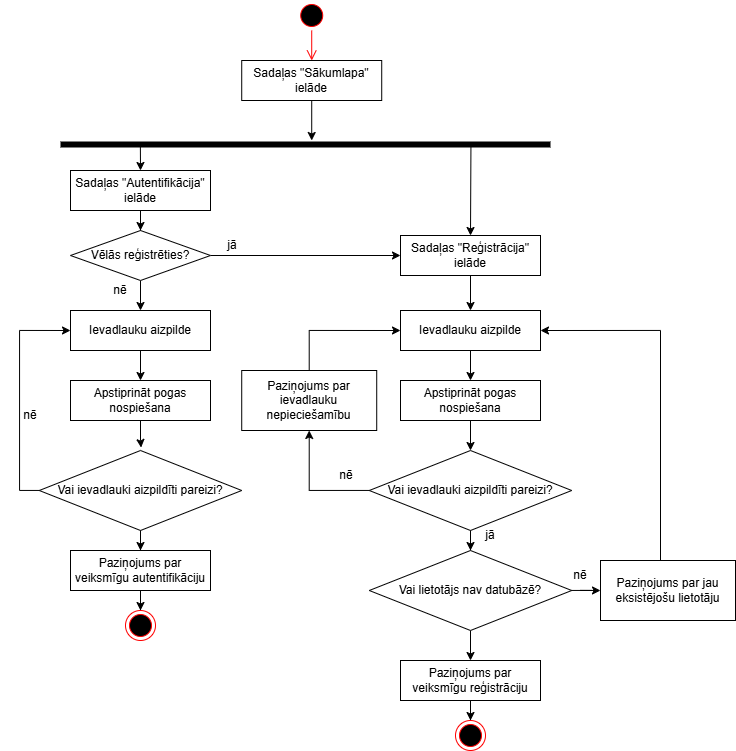 Sadaļas "Sākumlapa"
ielāde
Sadaļas "Autentifikācija"
ielāde
Vēlās reģistrēties?
jā
Sadaļas "Reģistrācija"
ielāde
nē
Ievadlauku aizpilde
Ievadlauku aizpilde
Paziņojums par
ievadlauku
nepieciešamību
Apstiprināt pogas
nospiešana
Apstiprināt pogas
nospiešana
nē
Vai ievadlauki aizpildīti pareizi?
nē
Vai ievadlauki aizpildīti pareizi?
jā
Paziņojums par
veiksmīgu autentifikāciju
Vai lietotājs nav datubāzē?
nē
Paziņojums par jau
eksistējošu lietotāju
Paziņojums par
veiksmīgu reģistrāciju